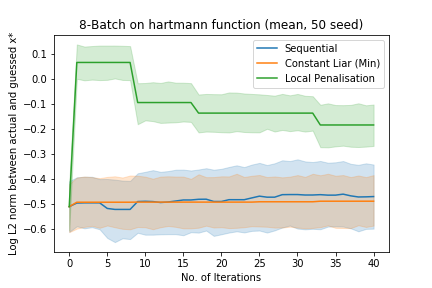 8-Batch on hartmann function (mean, 50 seed)
Log L2 norm between actual and guessed x*
0.1
0.0
−0.1
−0.2
−0.3
−0.4
−0.5
−0.6
Sequential
Constant Liar (Min)
Local Penalisation
0 5 10 15 20 25 30 35 40
No. of Iterations